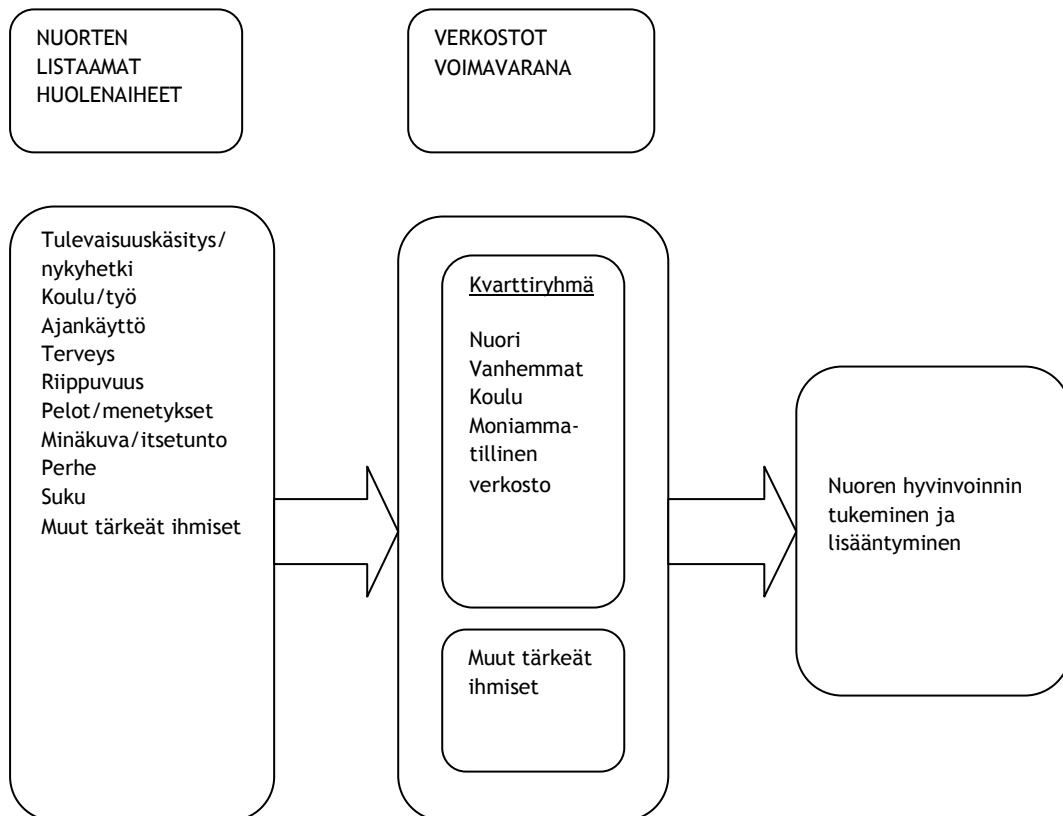 NUORTEN
LISTAAMAT
HUOLENAIHEET
VERKOSTOT
VOIMAVARANA
Tulevaisuuskäsitys/
nykyhetki
Koulu/työ
Ajankäyttö
Terveys
Riippuvuus
Pelot/menetykset
Minäkuva/itsetunto
Perhe
Suku
Muut tärkeät ihmiset
Kvarttiryhmä
Nuori
Vanhemmat
Koulu
Moniamma-
tillinen
verkosto
Muut tärkeät
ihmiset
Nuoren hyvinvoinnin
tukeminen ja
lisääntyminen